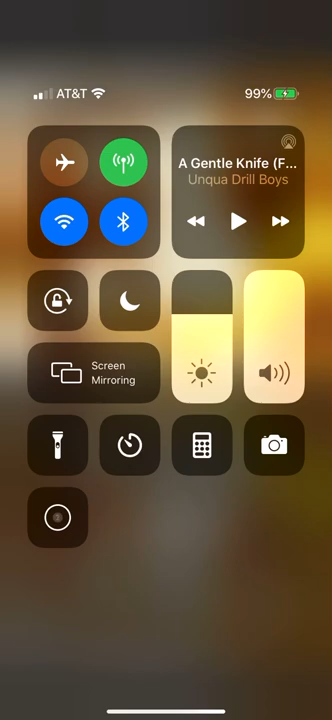 AT&T
99%
A Gentle Knife (F...
Unqua Drill Boys
Screen
Mirroring